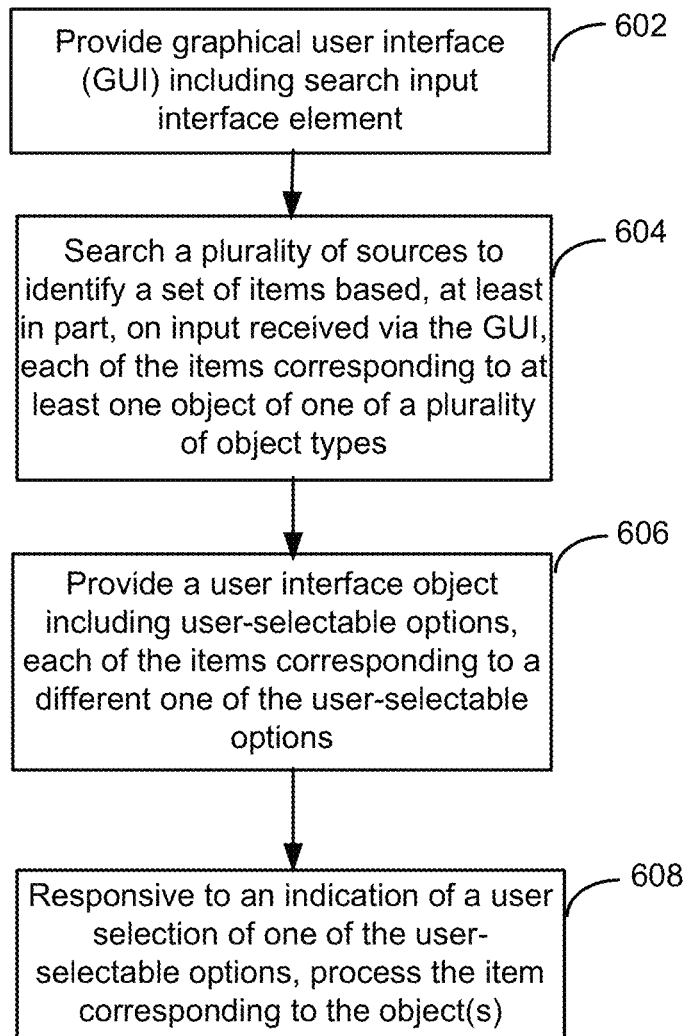 Provide graphical user interface
(GUI) including search input
interface element
602
Search a plurality of sources to
identify a set of items based, at least
in part, on input received via the GUI,
each of the items corresponding to at
least one object of one of a plurality
of object types
604
Provide a user interface object
including user-selectable options,
each of the items corresponding to a
different one of the user-selectable
options
606
Responsive to an indication of a user
selection of one of the user-
selectable options, process the item
corresponding to the object(s)
608